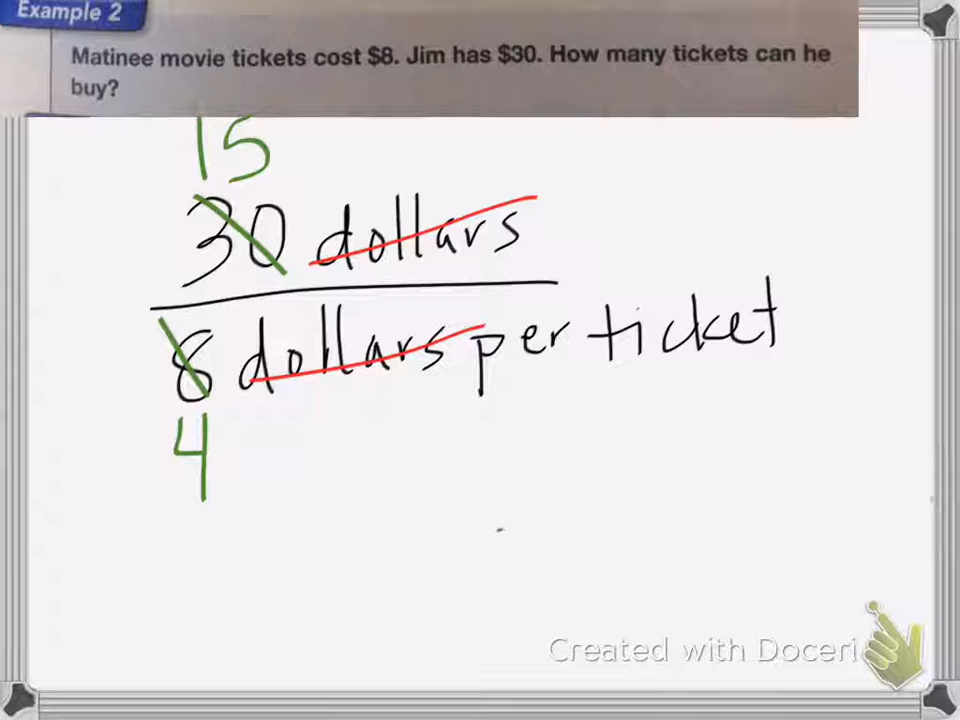 Example 2
Matinee movie tickets cost $8. Jim has $30. How many tickets can he
buy?
15
30 dollars
8 dollars per ticket
4
Created with Doceri